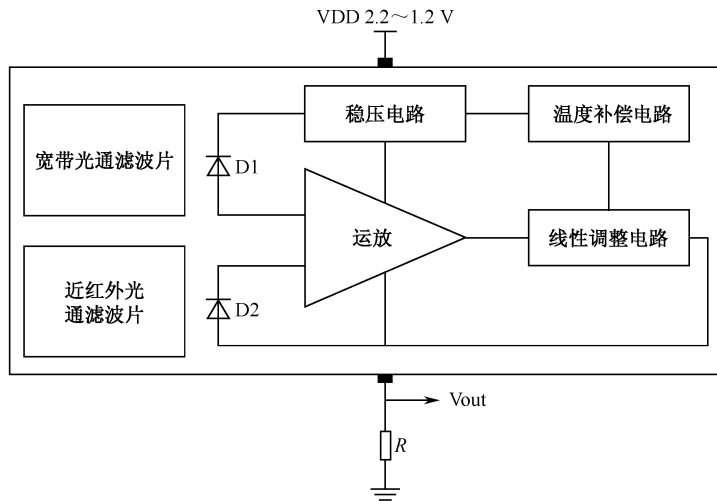 VDD 2.2～1.2 V
稳压电路
温度补偿电路
宽带光通滤波片
D1
运放
线性调整电路
近红外光
通滤波片
D2
Vout
R